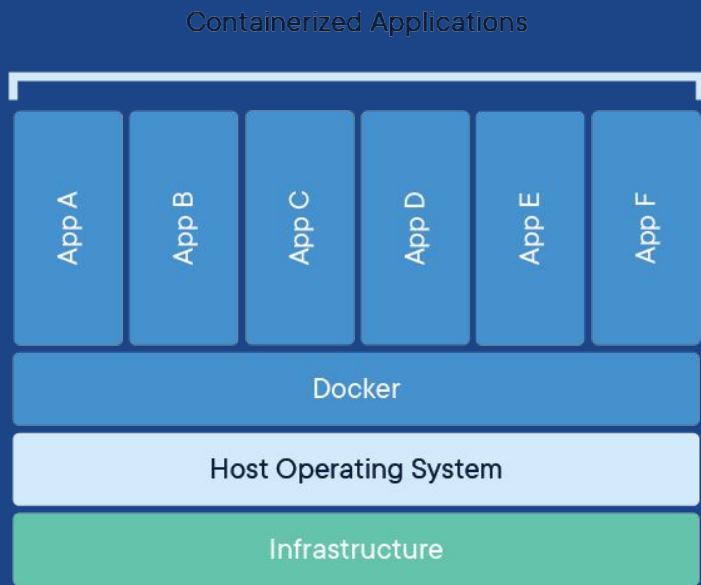 Containerized Applications
App A
App B
App C
App D
App E
App F
Docker
Host Operating System
Infrastructure